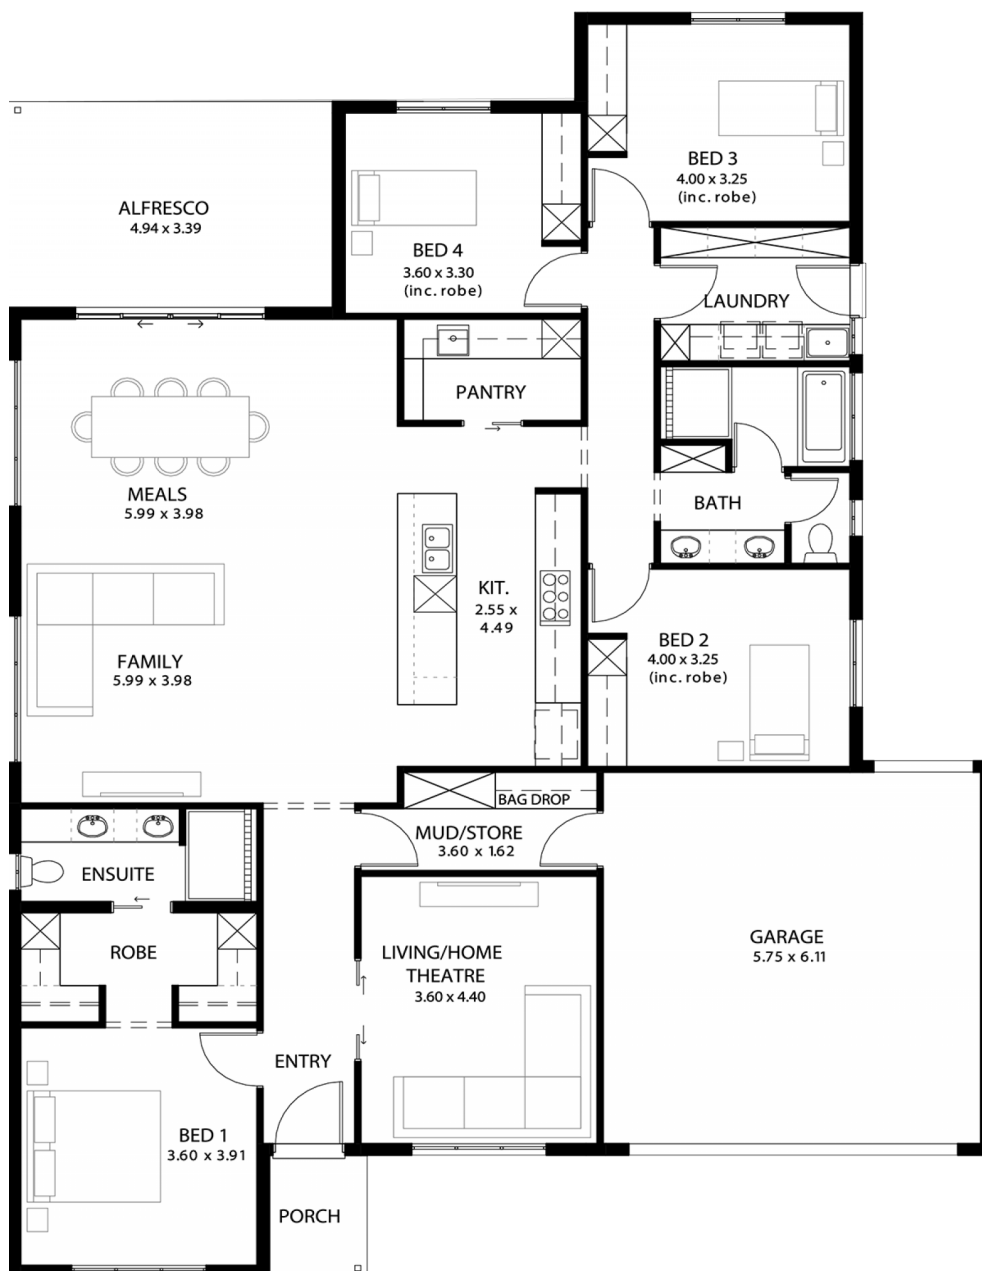 BED 3
4.00 x 3.25
(inc. robe)
ALFRESCO
4.94 x 3.39
BED 4
3.60 x 3.30
(inc. robe)
LAUNDRY
PANTRY
MEALS
5.99 x 3.98
BATH
KIT.
2.55 x
4.49
FAMILY
5.99 x 3.98
BED 2
4.00 x 3.25
(inc. robe)
BAG DROP
MUD/STORE
3.60 x 1.62
ENSUITE
ROBE
LIVING/HOME
THEATRE
3.60 x 4.40
GARAGE
5.75 x 6.11
ENTRY
BED 1
3.60 x 3.91
PORCH